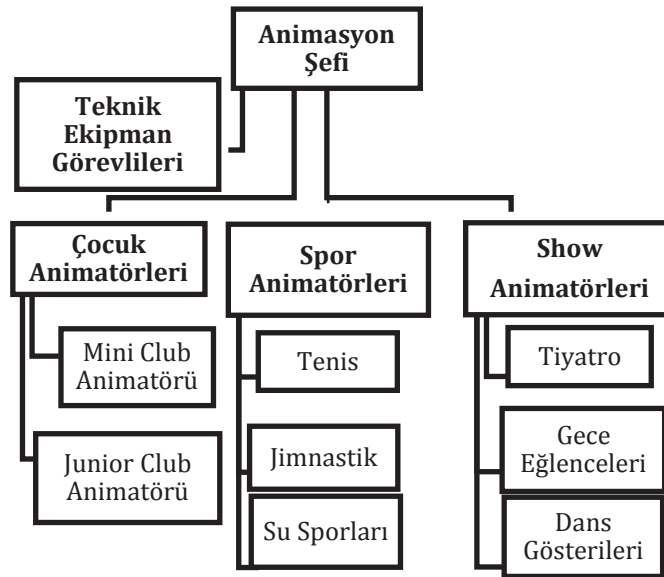 Animasyon
Şefi
Teknik
Ekipman
Görevlileri
Çocuk
Animatörleri
Mini Club
Animatörü
Junior Club
Animatörü
Spor
Animatörleri
Tenis
Jimnastik
Su Sporları
Show
Animatörleri
Tiyatro
Gece
Eğlenceleri
Dans
Gösterileri